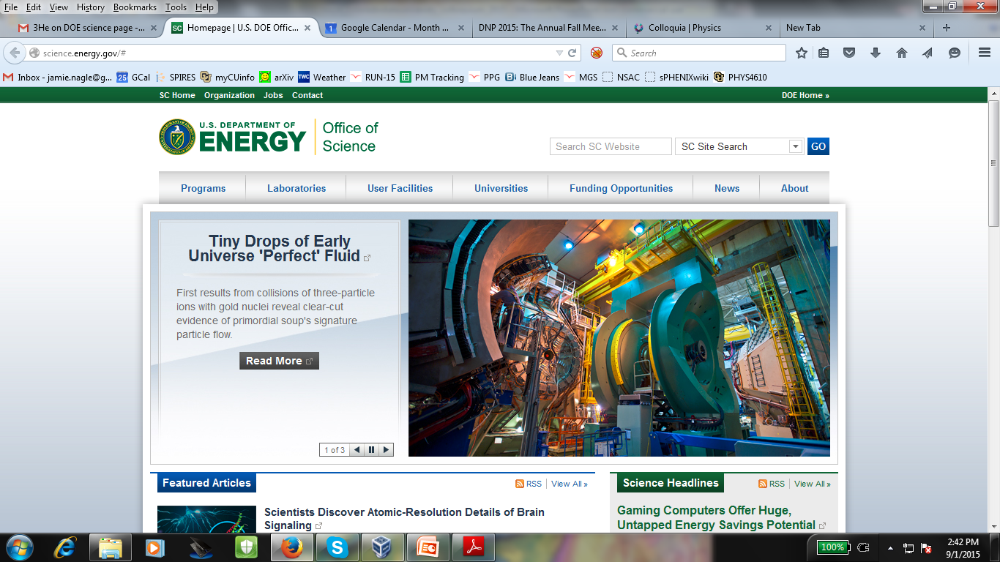 File Edit View History Bookmarks Tools Help
3He on DOE science page -...
Homepage | U.S. DOE Offic...
Google Calendar - Month ...
DNP 2015: The Annual Fall Mee...
Colloquia | Physics
New Tab
science.energy.gov/#
Search
Inbox - jamie.nagle@g... GCal SPIRES myCUinfo arXiv Weather RUN-15 PM Tracking PPG Blue Jeans MGS NSAC sPHENIXwiki PHYS4610
SC Home Organization Jobs Contact DOE Home »
U.S. DEPARTMENT OF
ENERGY
Office of
Science
Search SC Website SC Site Search GO
Programs Laboratories User Facilities Universities Funding Opportunities News About
Tiny Drops of Early
Universe 'Perfect' Fluid
First results from collisions of three-particle
ions with gold nuclei reveal clear-cut
evidence of primordial soup's signature
particle flow.
Read More
1 of 3
Featured Articles RSS View All »
Scientists Discover Atomic-Resolution Details of Brain
Signaling
Science Headlines RSS View All »
Gaming Computers Offer Huge,
Untapped Energy Savings Potential
100%
2:42 PM
9/1/2015